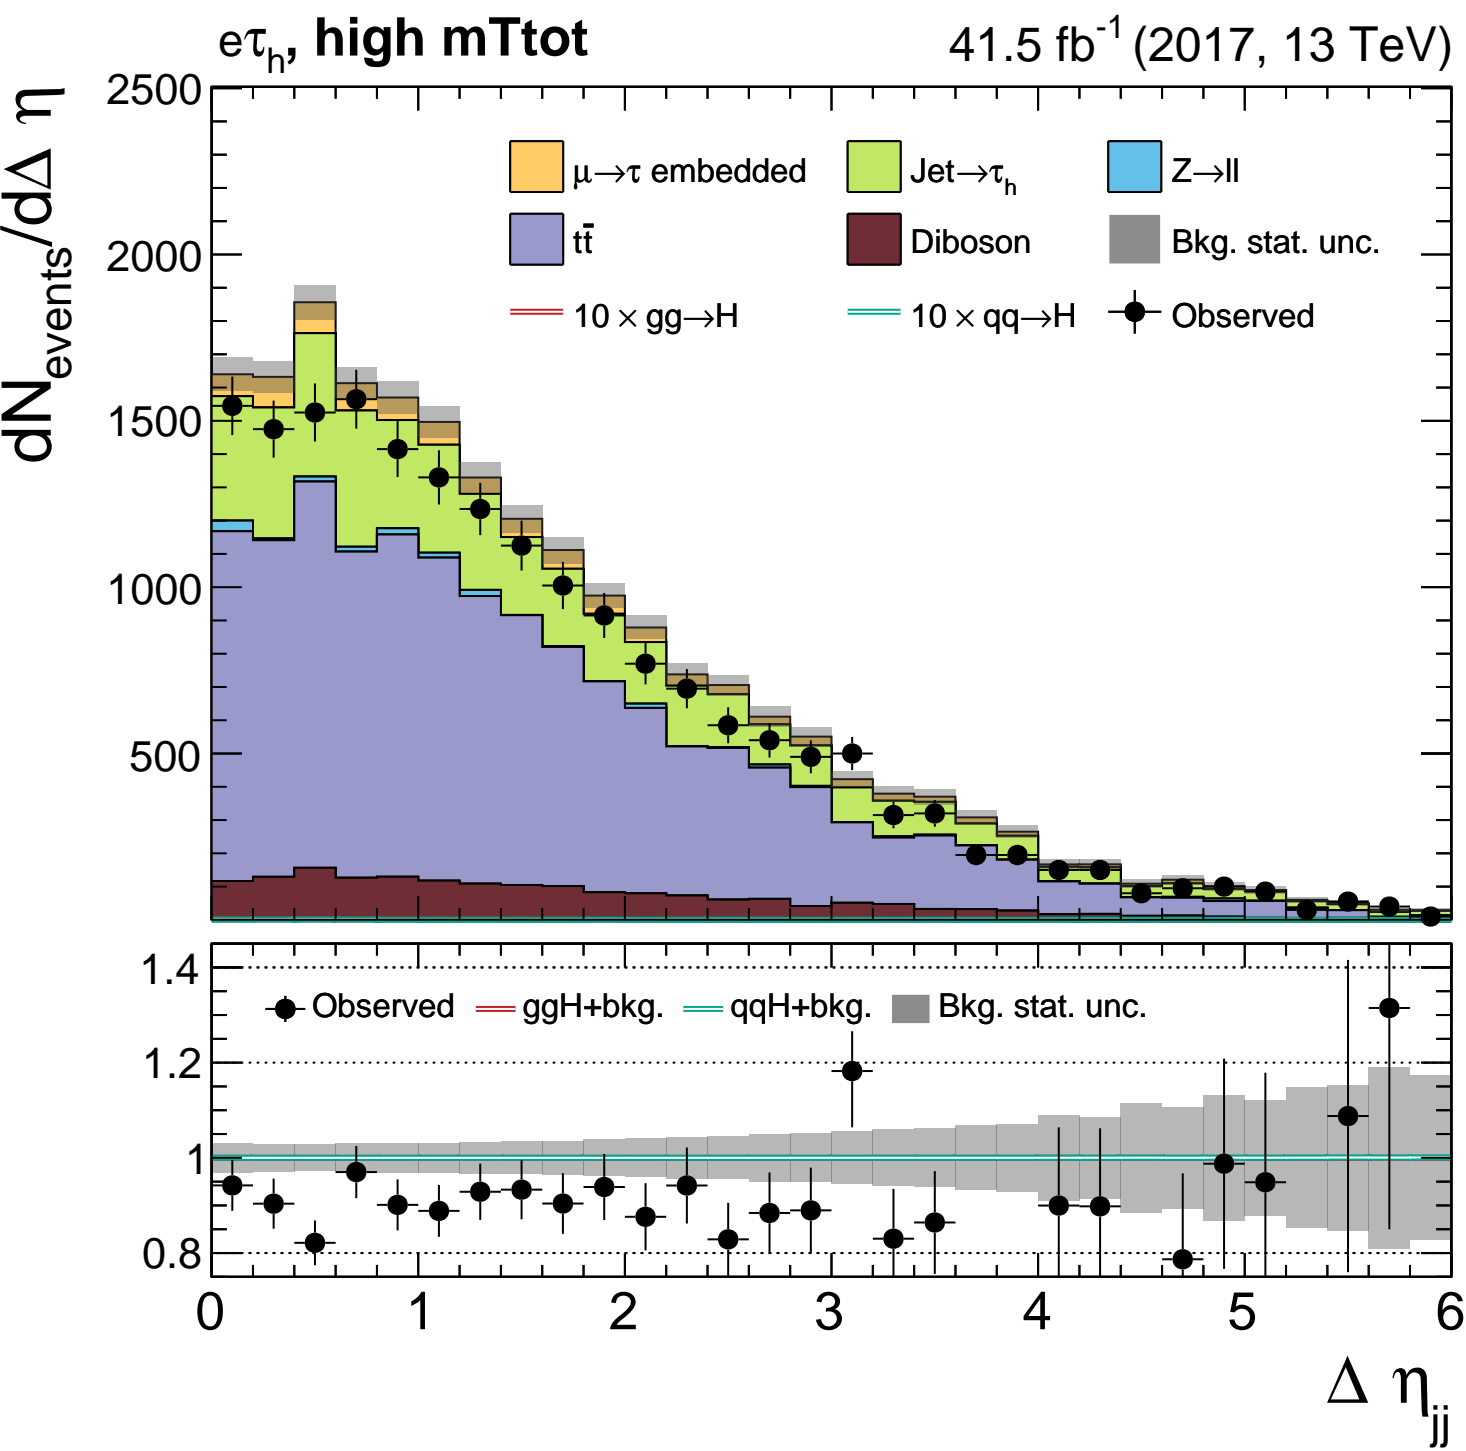 eτh, high mTtot 41.5 fb-1 (2017, 13 TeV)
dNevents/dΔ η
2500
2000
1500
1000
500
μ→τ embedded Jet→τh Z→ll
tt̄ Diboson Bkg. stat. unc.
10 × gg→H 10 × qq→H Observed
1.4
1.2
1
0.8
Observed ggH+bkg. qqH+bkg. Bkg. stat. unc.
0 1 2 3 4 5 6
Δ ηjj